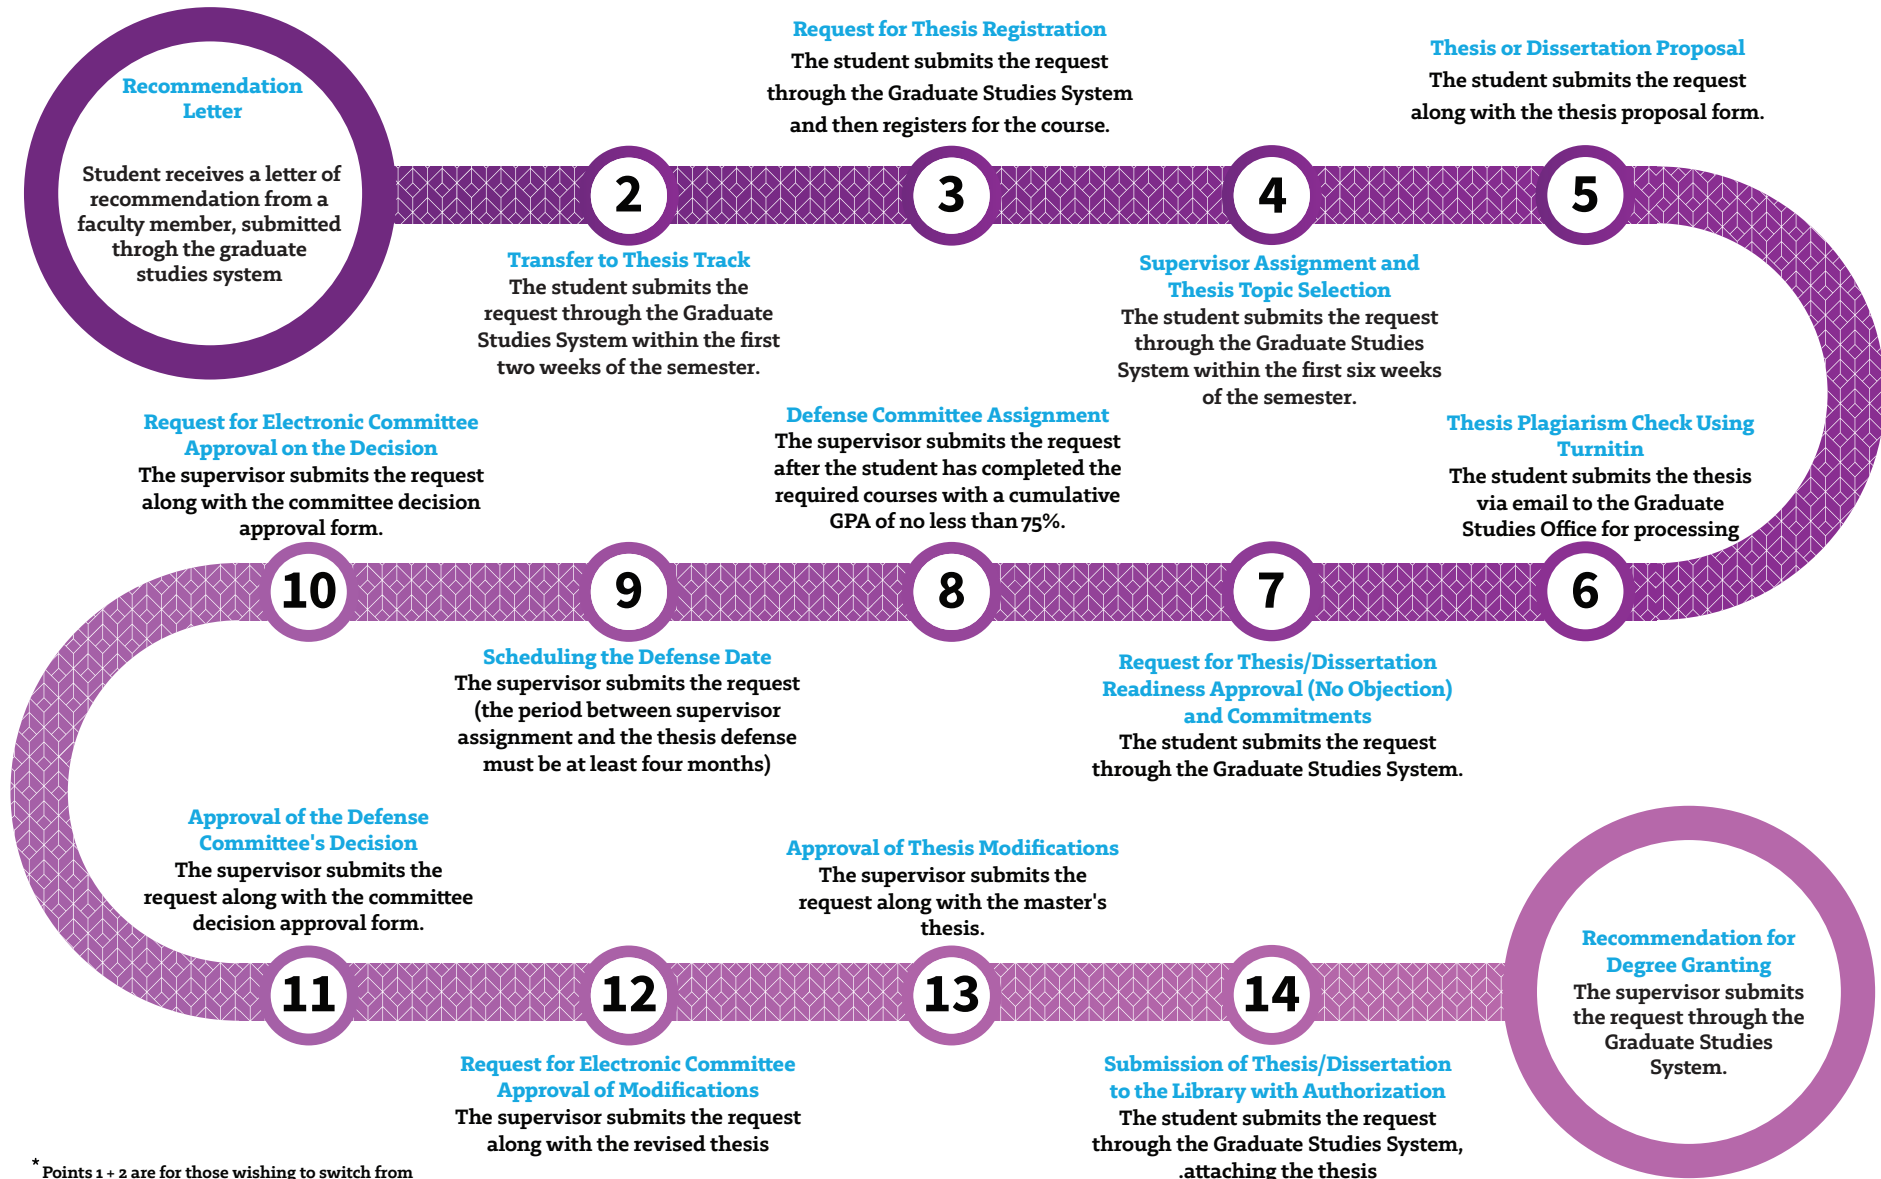 Recommendation
Letter
Student receives a letter of
recommendation from a
faculty member, submitted
throgh the graduate
studies system
2
Transfer to Thesis Track
The student submits the
request through the Graduate
Studies System within the first
two weeks of the semester.
Request for Thesis Registration
The student submits the request
through the Graduate Studies System
and then registers for the course.
3
4
Supervisor Assignment and
Thesis Topic Selection
The student submits the request
through the Graduate Studies
System within the first six weeks
of the semester.
Thesis or Dissertation Proposal
The student submits the request
along with the thesis proposal form.
5
Thesis Plagiarism Check Using
Turnitin
The student submits the thesis
via email to the Graduate
Studies Office for processing
6
7
Request for Thesis/Dissertation
Readiness Approval (No Objection)
and Commitments
The student submits the request
through the Graduate Studies System.
Defense Committee Assignment
The supervisor submits the request
after the student has completed the
required courses with a cumulative
GPA of no less than 75%.
8
9
Scheduling the Defense Date
The supervisor submits the request
(the period between supervisor
assignment and the thesis defense
must be at least four months)
Request for Electronic Committee
Approval on the Decision
The supervisor submits the request
along with the committee decision
approval form.
10
Approval of the Defense
Committee's Decision
The supervisor submits the
request along with the committee
decision approval form.
11
12
Request for Electronic Committee
Approval of Modifications
The supervisor submits the request
along with the revised thesis
Approval of Thesis Modifications
The supervisor submits the
request along with the master's
thesis.
13
14
Submission of Thesis/Dissertation
to the Library with Authorization
The student submits the request
through the Graduate Studies System,
.attaching the thesis
Recommendation for
Degree Granting
The supervisor submits
the request through the
Graduate Studies
System.
* Points 1 + 2 are for those wishing to switch from